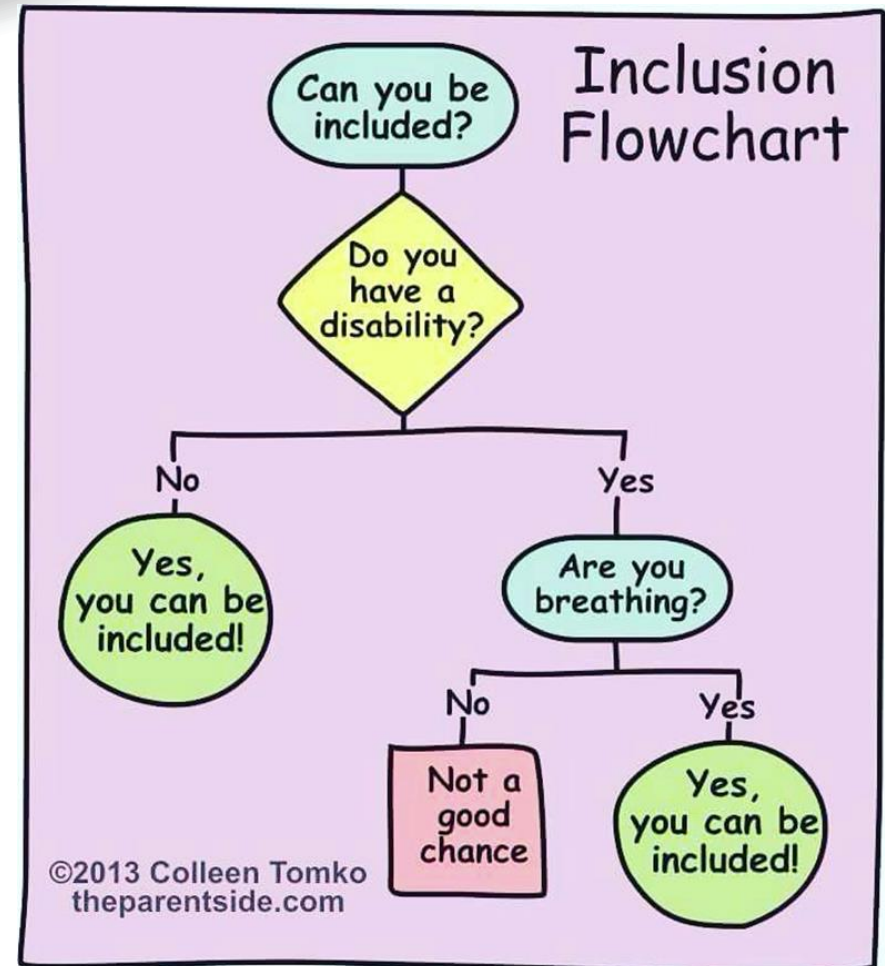 Inclusion
Flowchart
Can you be
included?
Do you
have a
disability?
No
Yes
Yes,
you can be
included!
Are you
breathing?
No
Yes
Not a
good
chance
Yes,
you can be
included!
©2013 Colleen Tomko
theparentside.com